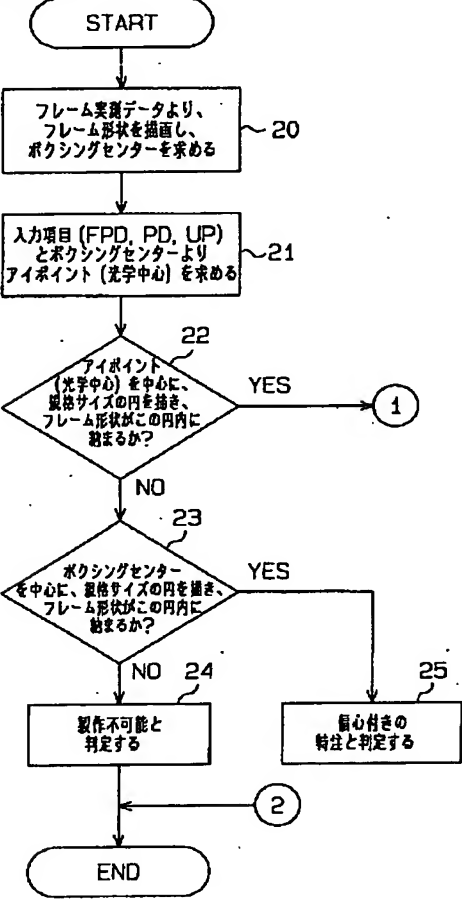 START
フレーム実測データより、
フレーム形状を描画し、
ボクシングセンターを求める
20
入力項目 (FPD, PD, UP)
とボクシングセンターより
アイポイント (光学中心) を求める
21
22
アイポイント
(光学中心) を中心に、
規格サイズの円を描き、
フレーム形状がこの円内に
納まるか?
YES
1
NO
23
ボクシングセンター
を中心に、規格サイズの円を描き、
フレーム形状がこの円内に
納まるか?
YES
NO
24
製作不可能と
判定する
25
偏心付きの
特注と判定する
2
END